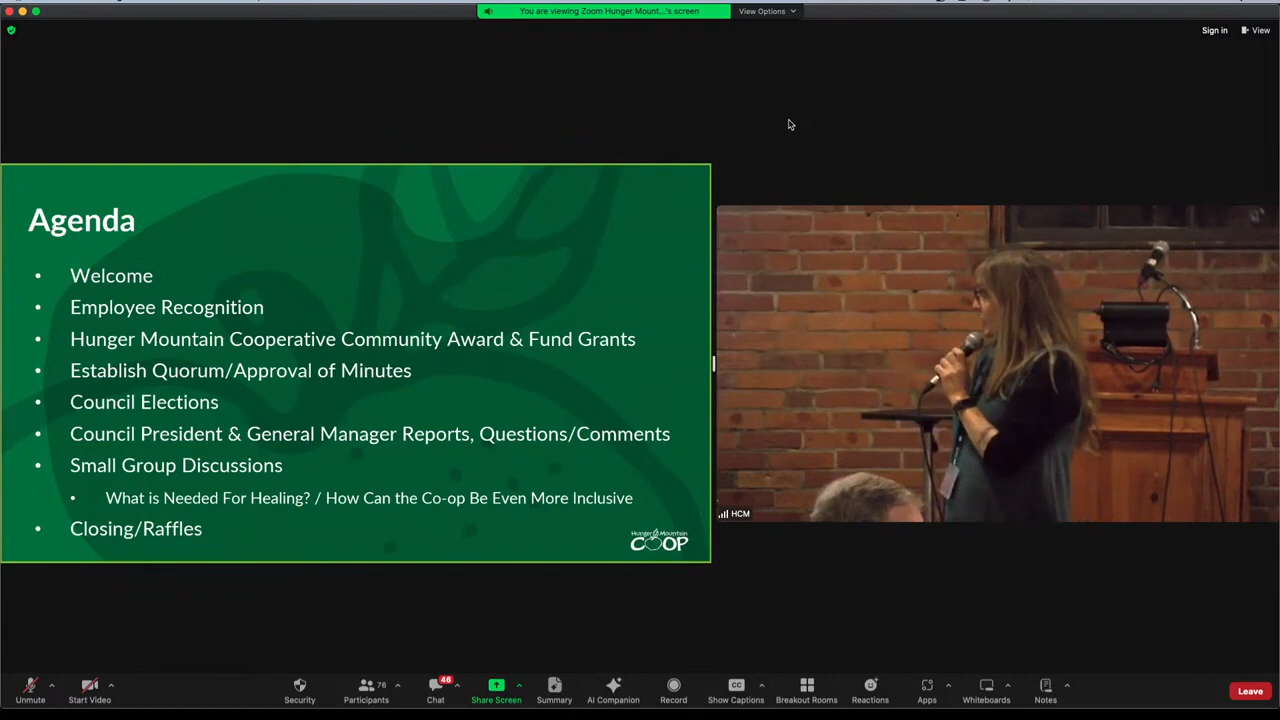 You are viewing Zoom Hunger Mount...'s screen
View Options
Sign in
View
Agenda
• Welcome
• Employee Recognition
• Hunger Mountain Cooperative Community Award & Fund Grants
• Establish Quorum/Approval of Minutes
• Council Elections
• Council President & General Manager Reports, Questions/Comments
• Small Group Discussions
• What is Needed For Healing? / How Can the Co-op Be Even More Inclusive
• Closing/Raffles
Hunger Mountain
COOP
HCM
Unmute
Start Video
Security
76
Participants
46
Chat
Share Screen
Summary
AI Companion
Record
CC
Show Captions
Breakout Rooms
Reactions
Apps
Whiteboards
Notes
Leave